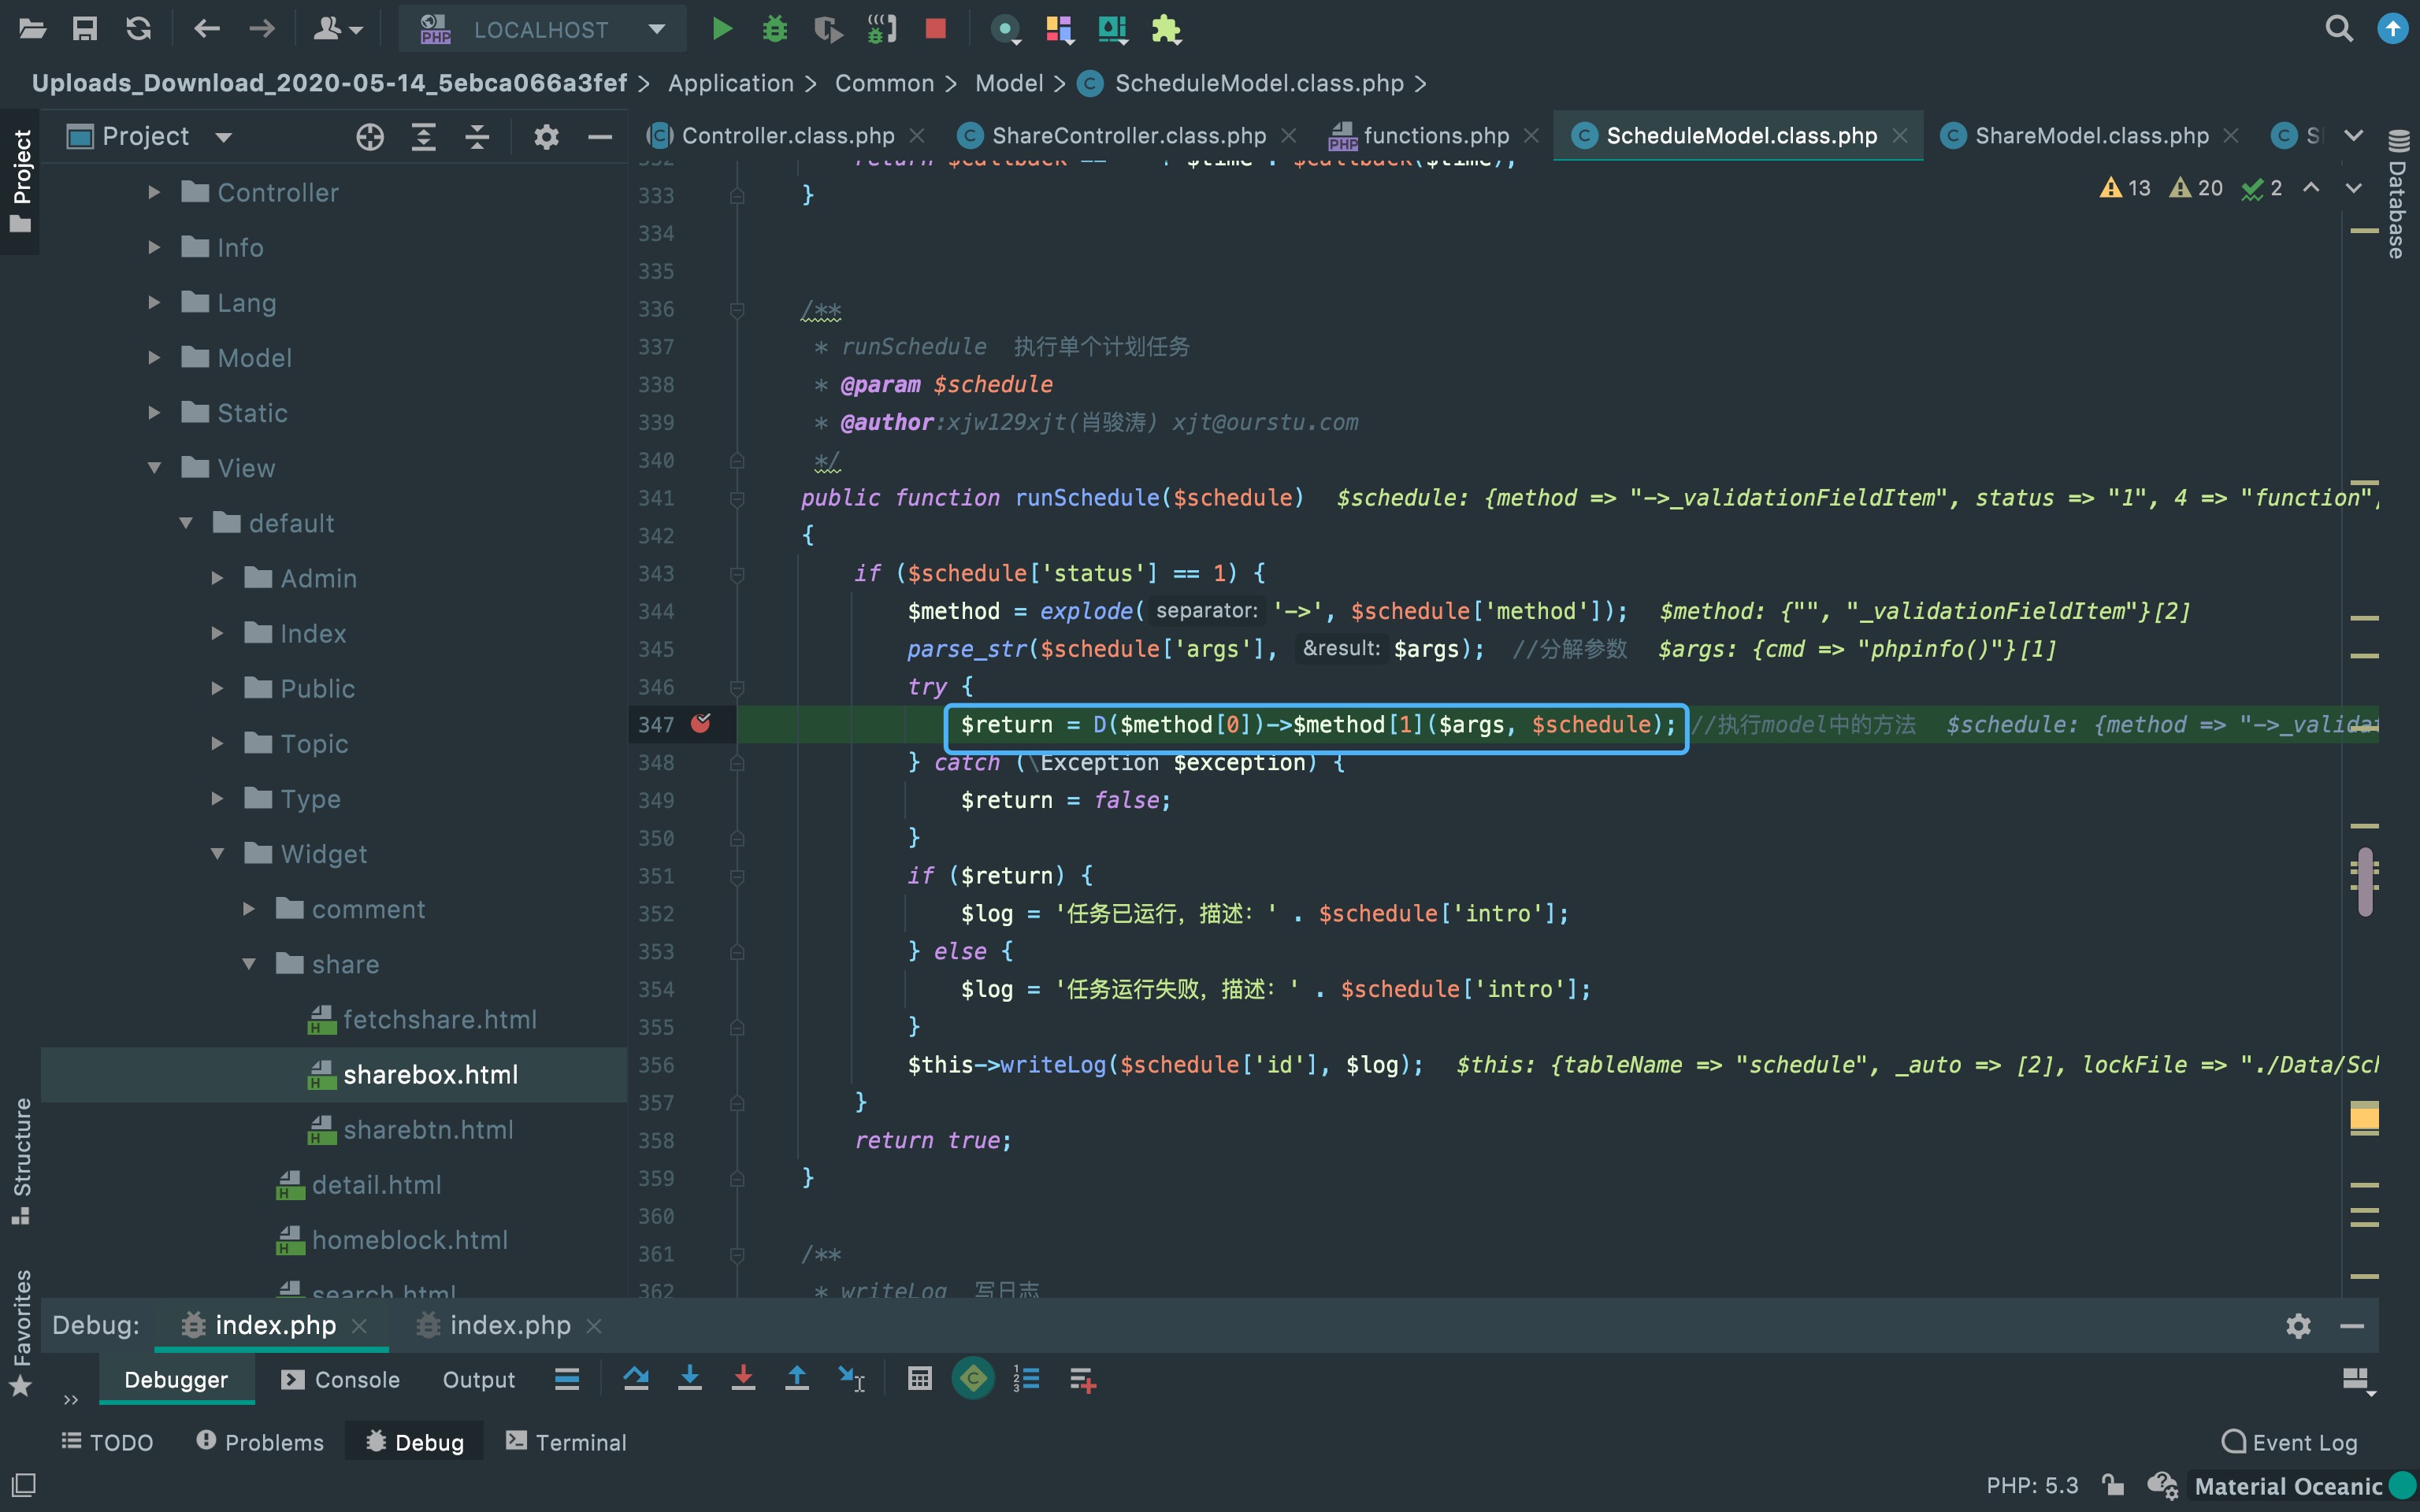 LOCALHOST
Uploads_Download_2020-05-14_5ebca066a3fef > Application > Common > Model > ScheduleModel.class.php >
Project
Project
Controller.class.php
ShareController.class.php
functions.php
ScheduleModel.class.php
ShareModel.class.php
Database
13 20 2
Controller
Info
Lang
Model
Static
View
default
Admin
Index
Public
Topic
Type
Widget
comment
share
fetchshare.html
sharebox.html
sharebtn.html
detail.html
homeblock.html
search.html
332 return $callback == $time : $callback($time);
333 }
334
335
336 /**
337 * runSchedule 执行单个计划任务
338 * @param $schedule
339 * @author:xjw129xjt(肖骏涛) xjt@ourstu.com
340 */
341 public function runSchedule($schedule) $schedule: {method => "->_validationFieldItem", status => "1", 4 => "function",
342 {
343 if ($schedule['status'] == 1) {
344 $method = explode( separator: '->', $schedule['method']); $method: {"", "_validationFieldItem"}[2]
345 parse_str($schedule['args'], &result: $args); //分解参数 $args: {cmd => "phpinfo()"}[1]
346 try {
347 $return = D($method[0])->$method[1]($args, $schedule); //执行model中的方法 $schedule: {method => "->_validat
348 } catch (\Exception $exception) {
349 $return = false;
350 }
351 if ($return) {
352 $log = '任务已运行，描述：' . $schedule['intro'];
353 } else {
354 $log = '任务运行失败，描述：' . $schedule['intro'];
355 }
356 $this->writeLog($schedule['id'], $log); $this: {tableName => "schedule", _auto => [2], lockFile => "./Data/Sch
357 }
358 return true;
359 }
360
361 /**
362 * writeLog 写日志
Structure
Favorites
Debug: index.php index.php
Debugger Console Output
TODO Problems Debug Terminal Event Log
PHP: 5.3 Material Oceanic